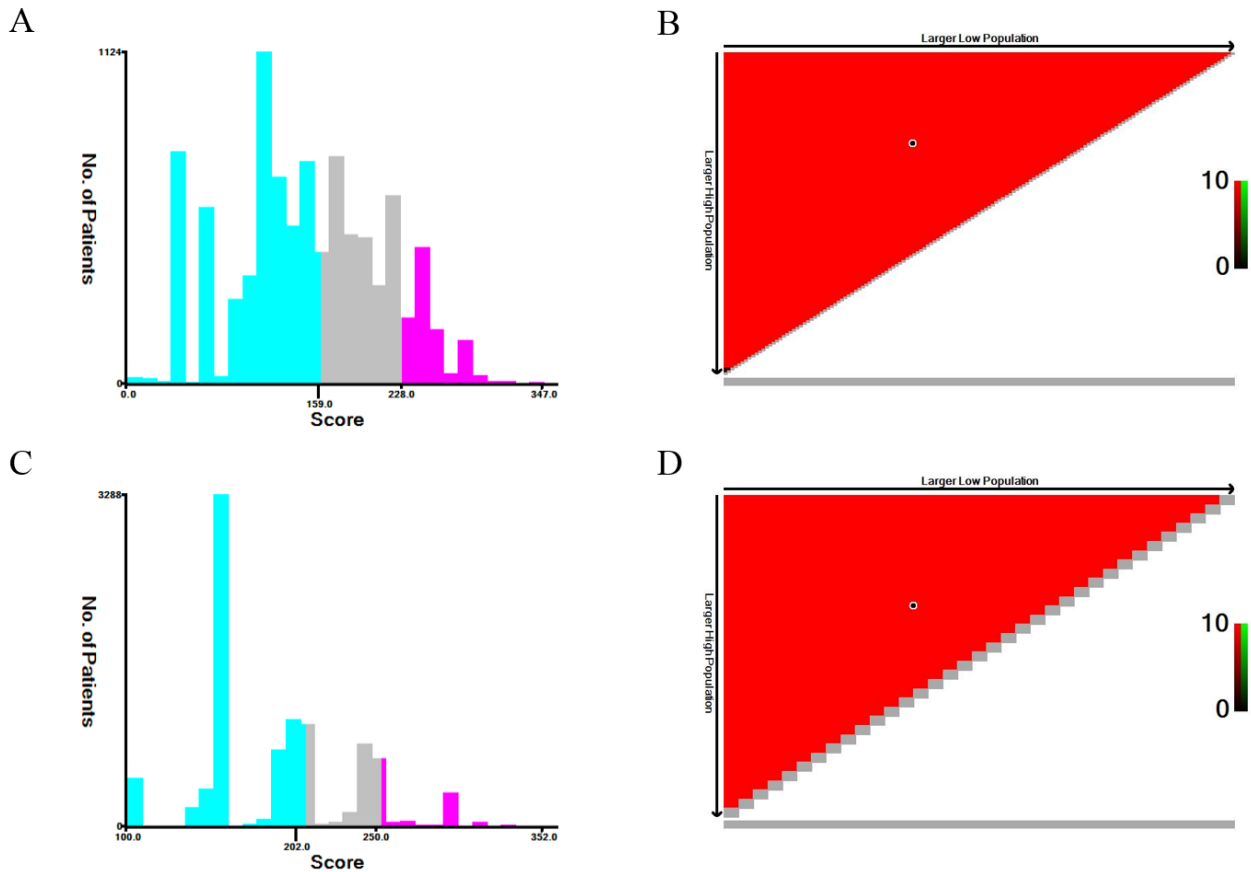 A
1124
No. of Patients
0
0.0
159.0
228.0
347.0
Score
B
Larger Low Population
Larger High Population
10
0
C
3288
No. of Patients
0
100.0
202.0
250.0
352.0
Score
D
Larger Low Population
Larger High Population
10
0